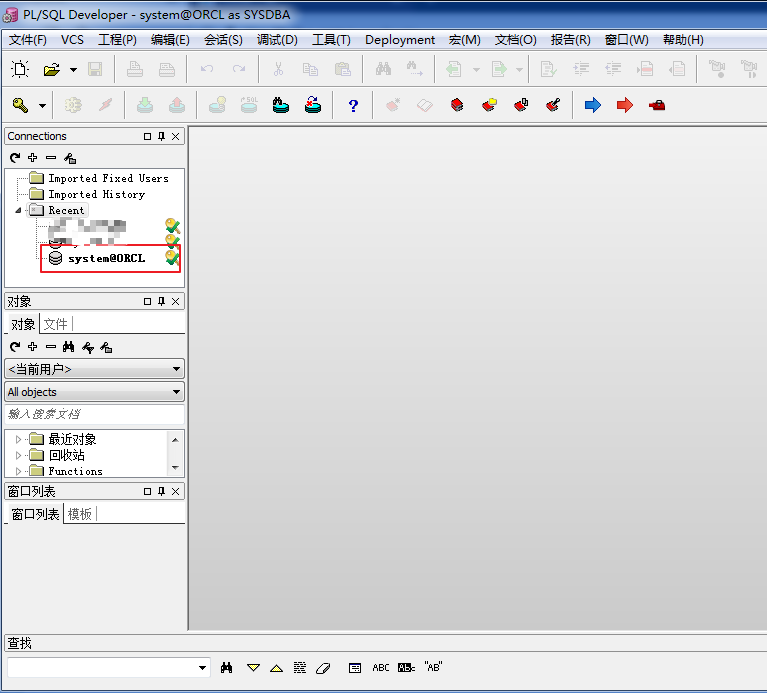 PL/SQL Developer - system@ORCL as SYSDBA
文件(F) VCS 工程(P) 编辑(E) 会话(S) 调试(D) 工具(T) Deployment 宏(M) 文档(O) 报告(R) 窗口(W) 帮助(H)
SQL
?
Connections
Imported Fixed Users
Imported History
Recent
system@ORCL
对象
对象 文件
<当前用户>
All objects
输入搜索文档
最近对象
回收站
Functions
窗口列表
窗口列表 模板
查找
ABC "AB"